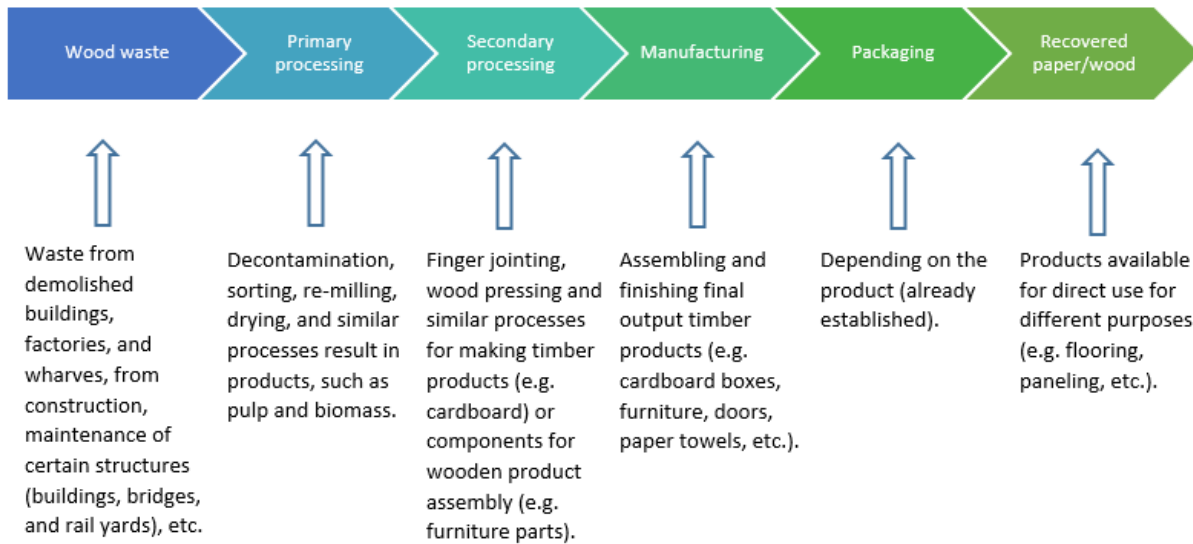 Wood waste
Primary
processing
Secondary
processing
Manufacturing
Packaging
Recovered
paper/wood
Waste from
demolished
buildings,
factories, and
wharves, from
construction,
maintenance of
certain structures
(buildings, bridges,
and rail yards), etc.
Decontamination,
sorting, re-milling,
drying, and similar
processes result in
products, such as
pulp and biomass.
Finger jointing,
wood pressing and
similar processes
for making timber
products (e.g.
cardboard) or
components for
wooden product
assembly (e.g.
furniture parts).
Assembling and
finishing final
output timber
products (e.g.
cardboard boxes,
furniture, doors,
paper towels, etc.).
Depending on the
product (already
established).
Products available
for direct use for
different purposes
(e.g. flooring,
paneling, etc.).